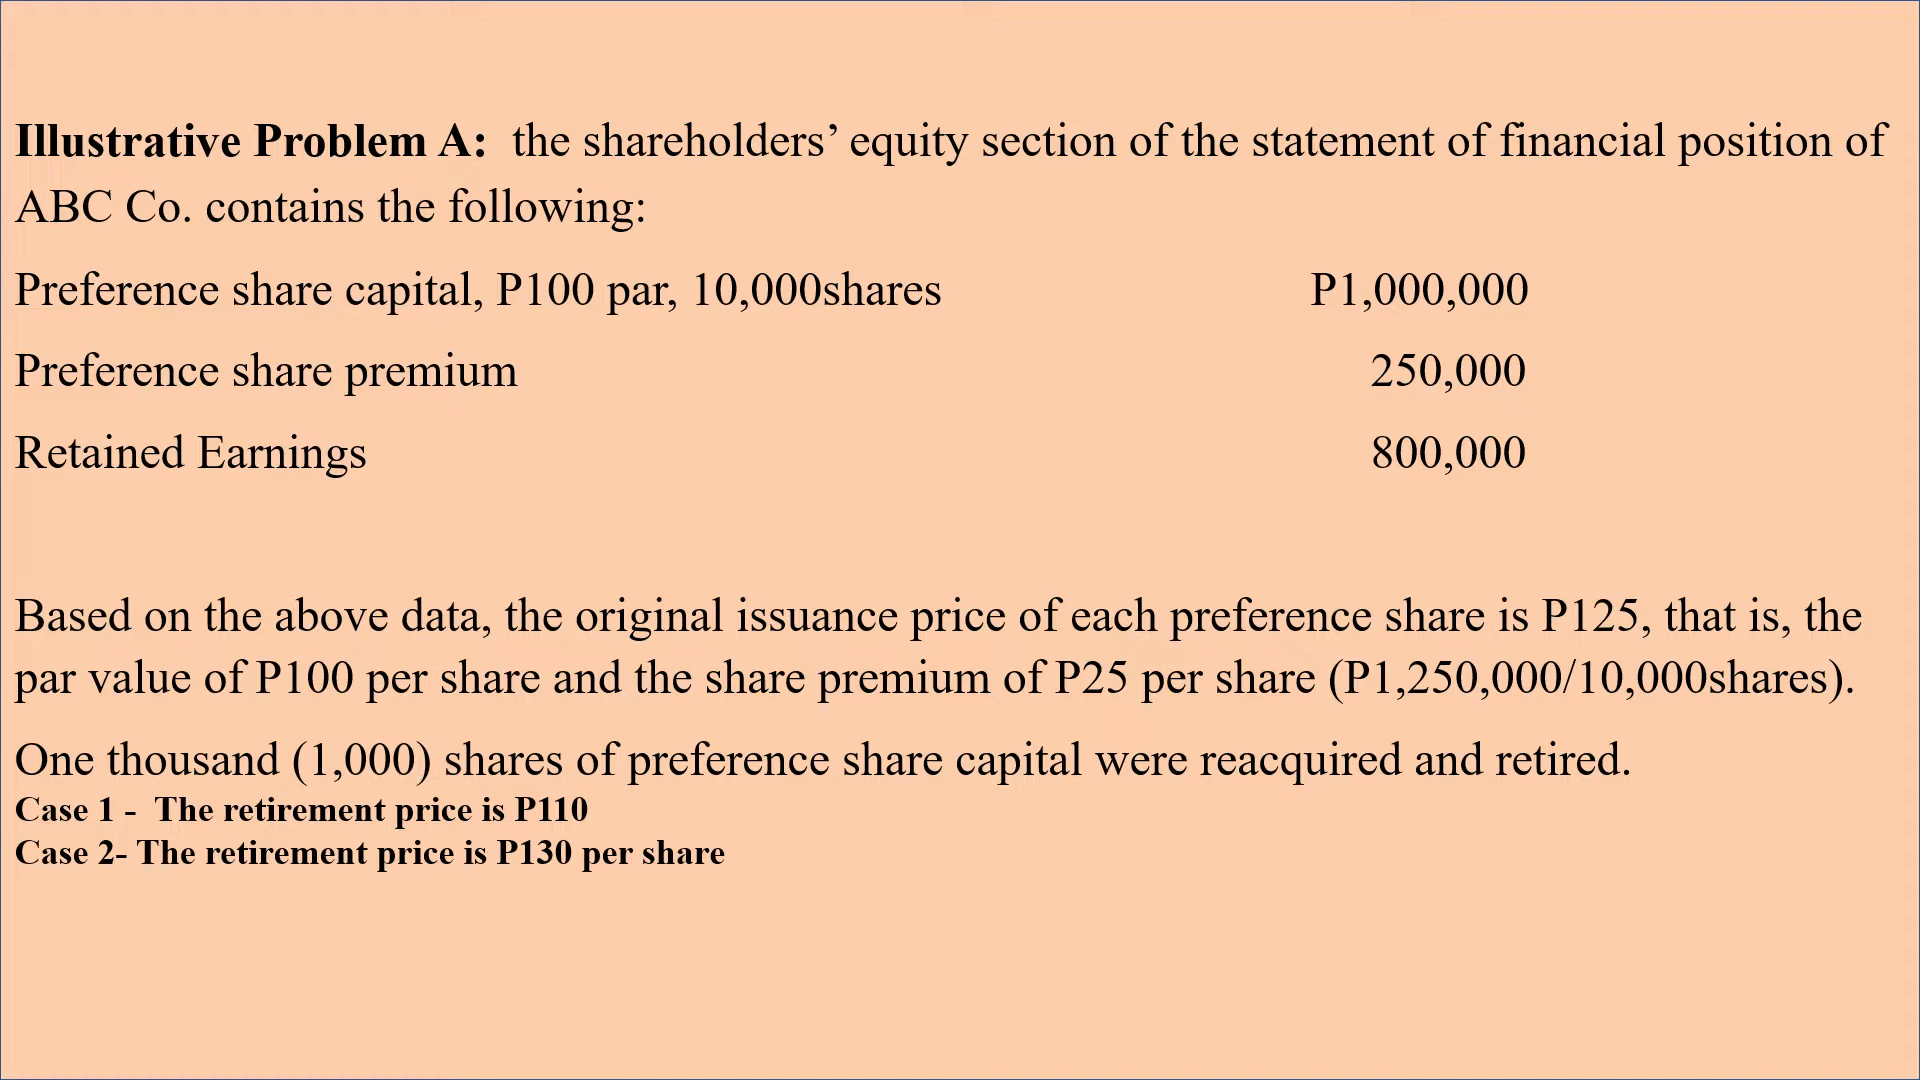 Illustrative Problem A: the shareholders’ equity section of the statement of financial position of
ABC Co. contains the following:
Preference share capital, P100 par, 10,000shares P1,000,000
Preference share premium 250,000
Retained Earnings 800,000
Based on the above data, the original issuance price of each preference share is P125, that is, the
par value of P100 per share and the share premium of P25 per share (P1,250,000/10,000shares).
One thousand (1,000) shares of preference share capital were reacquired and retired.
Case 1 - The retirement price is P110
Case 2- The retirement price is P130 per share